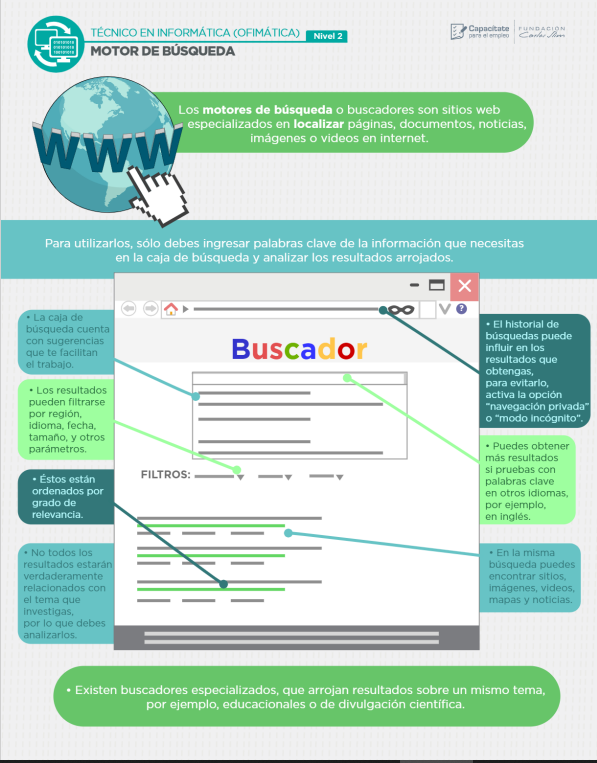 TÉCNICO EN INFORMÁTICA (OFIMÁTICA) Nivel 2
MOTOR DE BÚSQUEDA
Capacítate
para el empleo
FUNDACIÓN
Carlos Slim
Los motores de búsqueda o buscadores son sitios web
especializados en localizar páginas, documentos, noticias,
imágenes o videos en internet.
WWW
Para utilizarlos, sólo debes ingresar palabras clave de la información que necesitas
en la caja de búsqueda y analizar los resultados arrojados.
• La caja de
búsqueda cuenta
con sugerencias
que te facilitan
el trabajo.
• Los resultados
pueden filtrarse
por región,
idioma, fecha,
tamaño, y otros
parámetros.
• Éstos están
ordenados por
grado de
relevancia.
• No todos los
resultados estarán
verdaderamente
relacionados con
el tema que
investigas,
por lo que debes
analizarlos.
?
Buscador
FILTROS:
• El historial de
búsquedas puede
influir en los
resultados que
obtengas,
para evitarlo,
activa la opción
“navegación privada”
o “modo incógnito”.
• Puedes obtener
más resultados
si pruebas con
palabras clave
en otros idiomas,
por ejemplo,
en inglés.
• En la misma
búsqueda puedes
encontrar sitios,
imágenes, videos,
mapas y noticias.
• Existen buscadores especializados, que arrojan resultados sobre un mismo tema,
por ejemplo, educacionales o de divulgación científica.